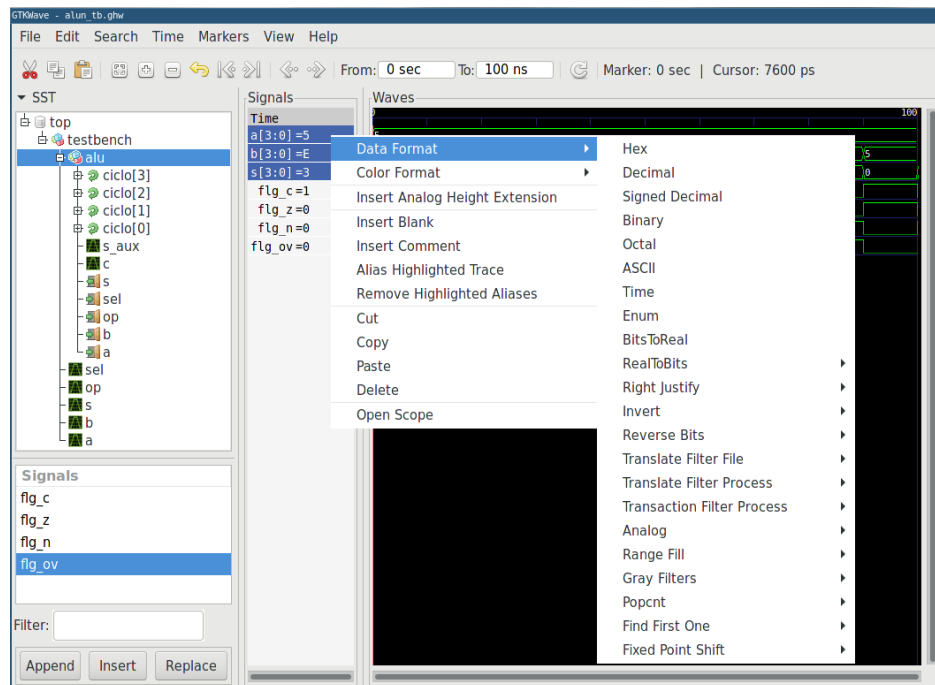 GTKWave - alun_tb.ghw
File Edit Search Time Markers View Help
From: 0 sec To: 100 ns Marker: 0 sec | Cursor: 7600 ps
SST
top
testbench
alu
ciclo[3]
ciclo[2]
ciclo[1]
ciclo[0]
s_aux
c
s
sel
op
b
a
sel
op
s
b
a
Signals
flg_c
flg_z
flg_n
flg_ov
Filter:
Append Insert Replace
Signals
Time
a[3:0] =5
b[3:0] =E
s[3:0] =3
flg_c =1
flg_z =0
flg_n =0
flg_ov =0
Waves
100
5
0
Data Format
Color Format
Insert Analog Height Extension
Insert Blank
Insert Comment
Alias Highlighted Trace
Remove Highlighted Aliases
Cut
Copy
Paste
Delete
Open Scope
Hex
Decimal
Signed Decimal
Binary
Octal
ASCII
Time
Enum
BitsToReal
RealToBits
Right Justify
Invert
Reverse Bits
Translate Filter File
Translate Filter Process
Transaction Filter Process
Analog
Range Fill
Gray Filters
Popcnt
Find First One
Fixed Point Shift